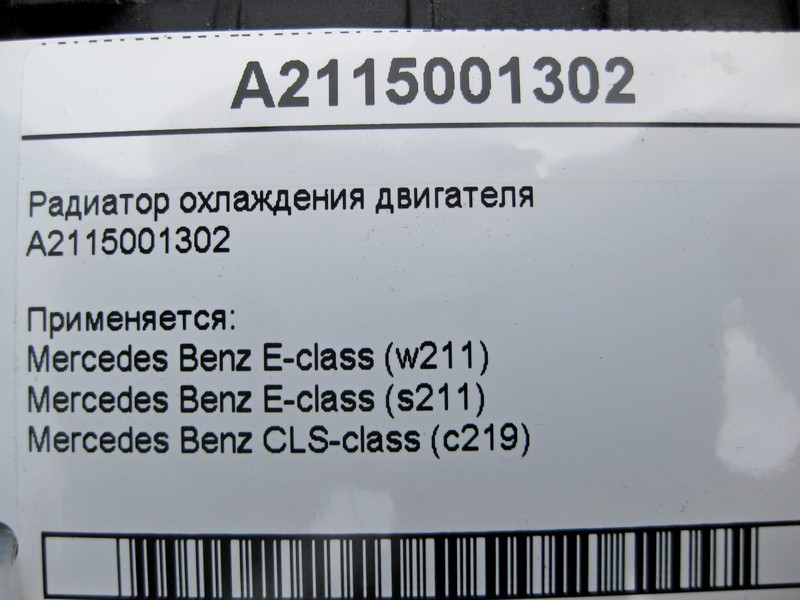 A2115001302
Радиатор охлаждения двигателя
A2115001302
Применяется:
Mercedes Benz E-class (w211)
Mercedes Benz E-class (s211)
Mercedes Benz CLS-class (c219)